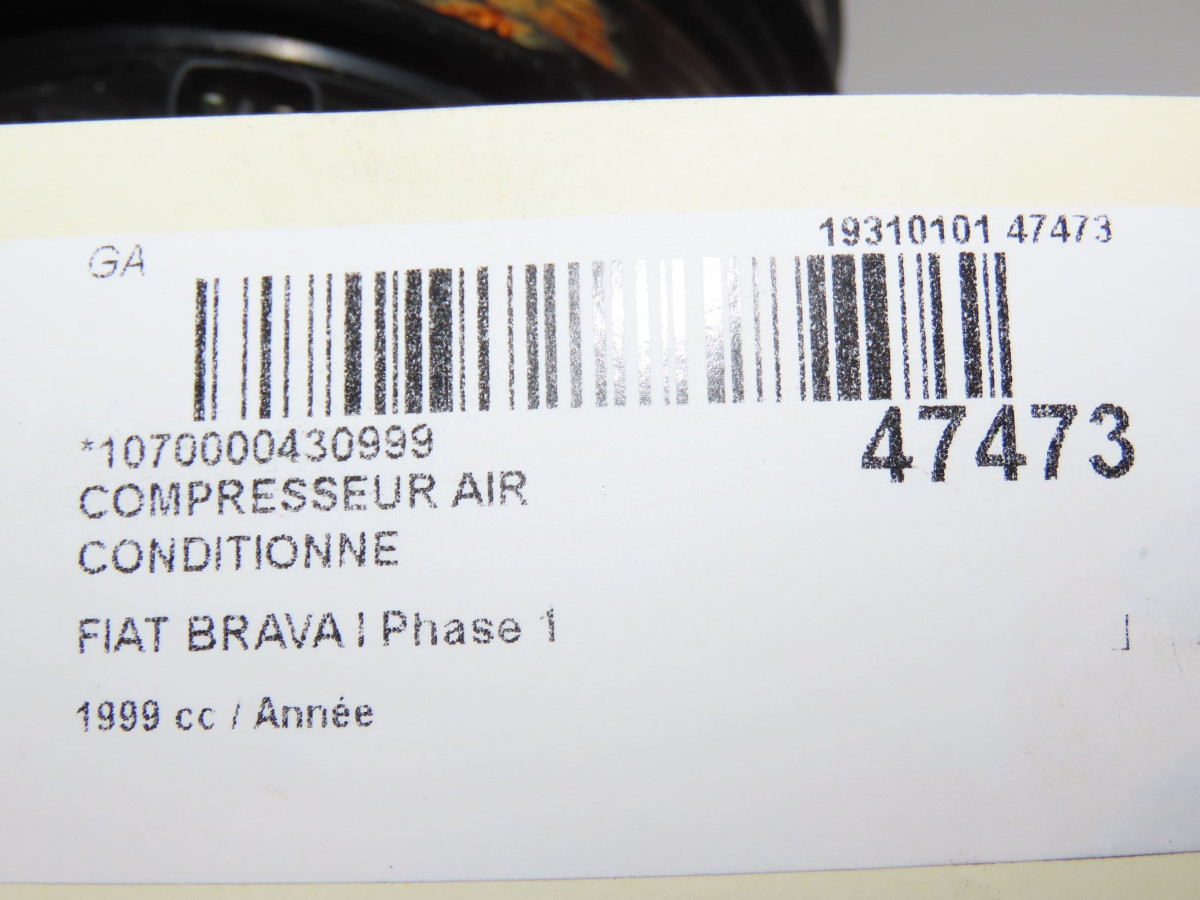 GA
19310101 47473
*1070000430999
47473
COMPRESSEUR AIR
CONDITIONNE
FIAT BRAVA I Phase 1
1999 cc / Année